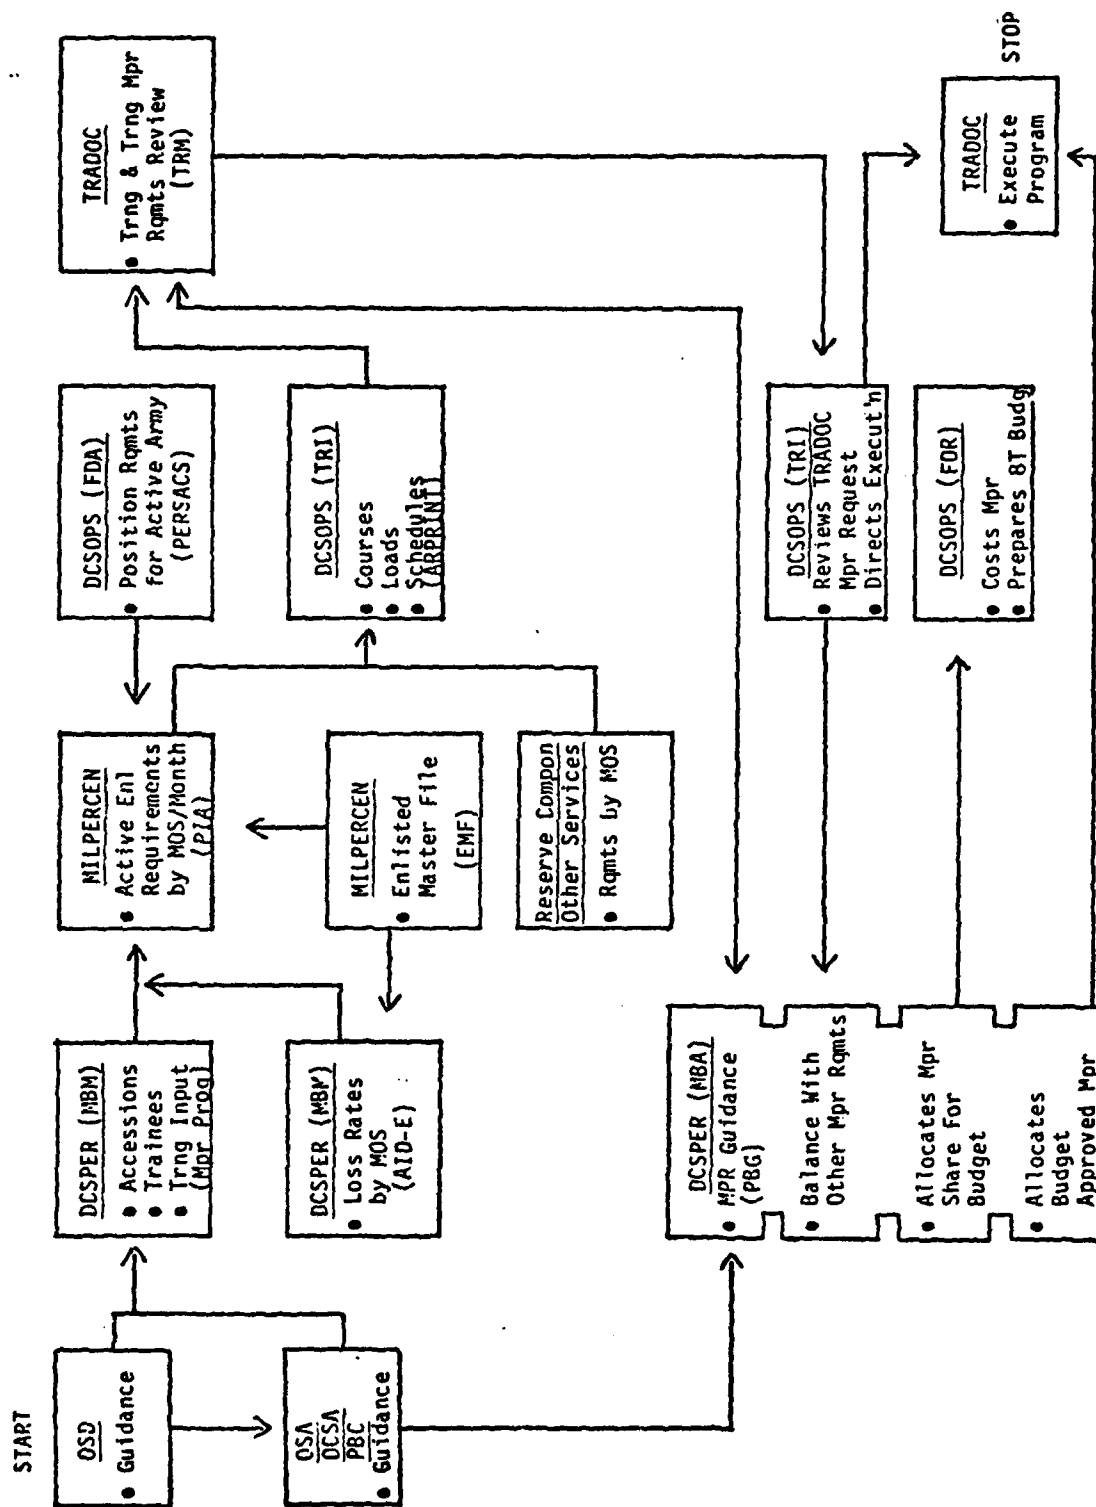 START
OSD
• Guidance
OSA
OCSA
PBC
• Guidance
DCSPER (MBM)
• Accessions
• Trainees
• Trng Input
(Mpr Prog)
DCSPER (MBM)
• Loss Rates
by MOS
(AID-E)
MILPERCEN
• Active Enl
Requirements
by MOS/Month
(PIA)
MILPERCEN
• Enlisted
Master File
(EMF)
Reserve Compon
Other Services
• Rqmts by MOS
DCSOPS (FDA)
• Position Rqmts
for Active Army
(PERSACS)
DCSOPS (TRI)
• Courses
• Loads
• Schedules
(ARPRINT)
TRADOC
• Trng & Trng Mpr
Rqmts Review
(TRM)
DCSPER (MBA)
• MPR Guidance
(PBG)
• Balance With
Other Mpr Rqmts
• Allocates Mpr
Share For
Budget
• Allocates
Budget
Approved Mpr
DCSOPS (TRI)
• Reviews TRADOC
Mpr Request
• Directs Execut'n
DCSOPS (FOR)
• Costs Mpr
• Prepares 8T Budg
TRADOC
• Execute
Program
STOP